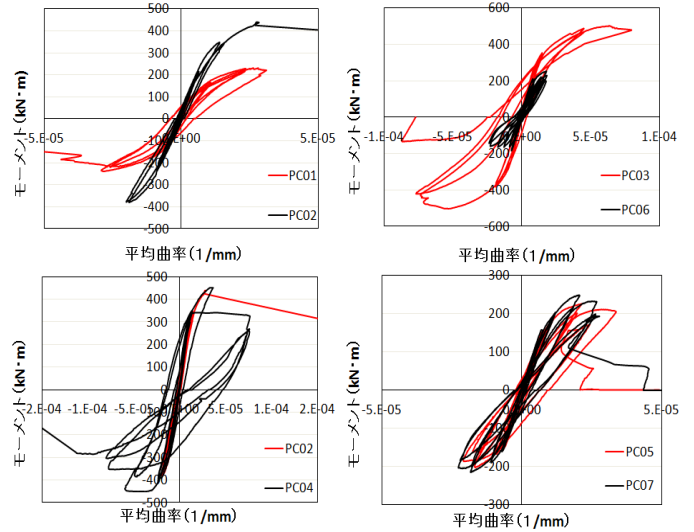 500
400
300
200
100
0
-100
-200
-300
-400
-500
-5.E-05
5.E-05
モーメント(kN・m)
平均曲率(1/mm)
PC01
PC02
600
400
200
0
-200
-400
-600
-1.E-04
-5.E-05
5.E-05
1.E-04
モーメント(kN・m)
平均曲率(1/mm)
PC03
PC06
500
400
300
200
100
0
-100
-200
-300
-400
-500
-2.E-04
-1.E-04
-5.E-05
5.E-05
1.E-04
2.E-04
モーメント(kN・m)
平均曲率(1/mm)
PC02
PC04
300
200
100
0
-100
-200
-300
-5.E-05
5.E-05
モーメント(kN・m)
平均曲率(1/mm)
PC05
PC07